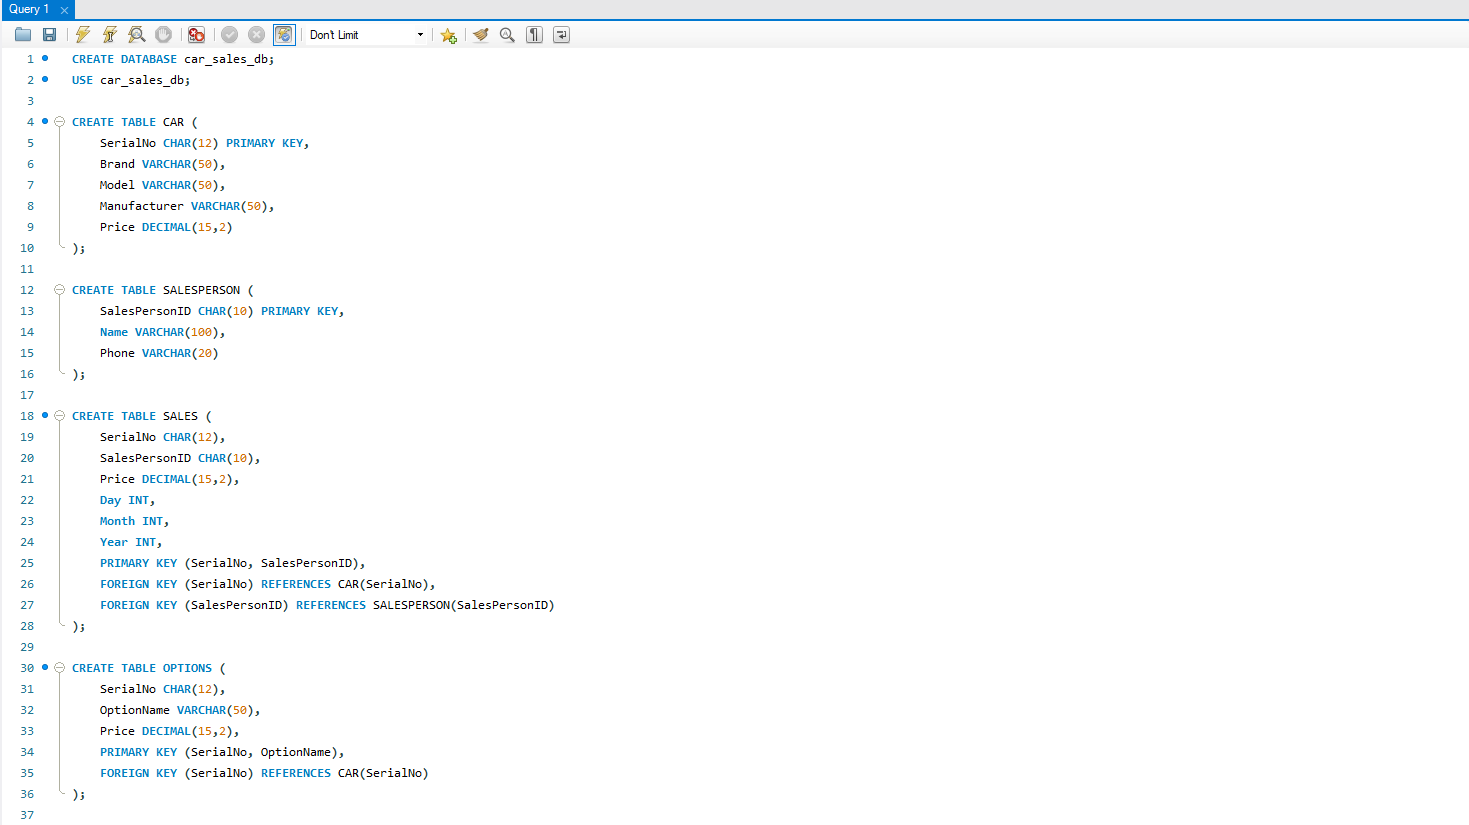 Query 1
Don't Limit
1 CREATE DATABASE car_sales_db;
2 USE car_sales_db;
3
4 CREATE TABLE CAR (
5 SerialNo CHAR(12) PRIMARY KEY,
6 Brand VARCHAR(50),
7 Model VARCHAR(50),
8 Manufacturer VARCHAR(50),
9 Price DECIMAL(15,2)
10 );
11
12 CREATE TABLE SALESPERSON (
13 SalesPersonID CHAR(10) PRIMARY KEY,
14 Name VARCHAR(100),
15 Phone VARCHAR(20)
16 );
17
18 CREATE TABLE SALES (
19 SerialNo CHAR(12),
20 SalesPersonID CHAR(10),
21 Price DECIMAL(15,2),
22 Day INT,
23 Month INT,
24 Year INT,
25 PRIMARY KEY (SerialNo, SalesPersonID),
26 FOREIGN KEY (SerialNo) REFERENCES CAR(SerialNo),
27 FOREIGN KEY (SalesPersonID) REFERENCES SALESPERSON(SalesPersonID)
28 );
29
30 CREATE TABLE OPTIONS (
31 SerialNo CHAR(12),
32 OptionName VARCHAR(50),
33 Price DECIMAL(15,2),
34 PRIMARY KEY (SerialNo, OptionName),
35 FOREIGN KEY (SerialNo) REFERENCES CAR(SerialNo)
36 );
37